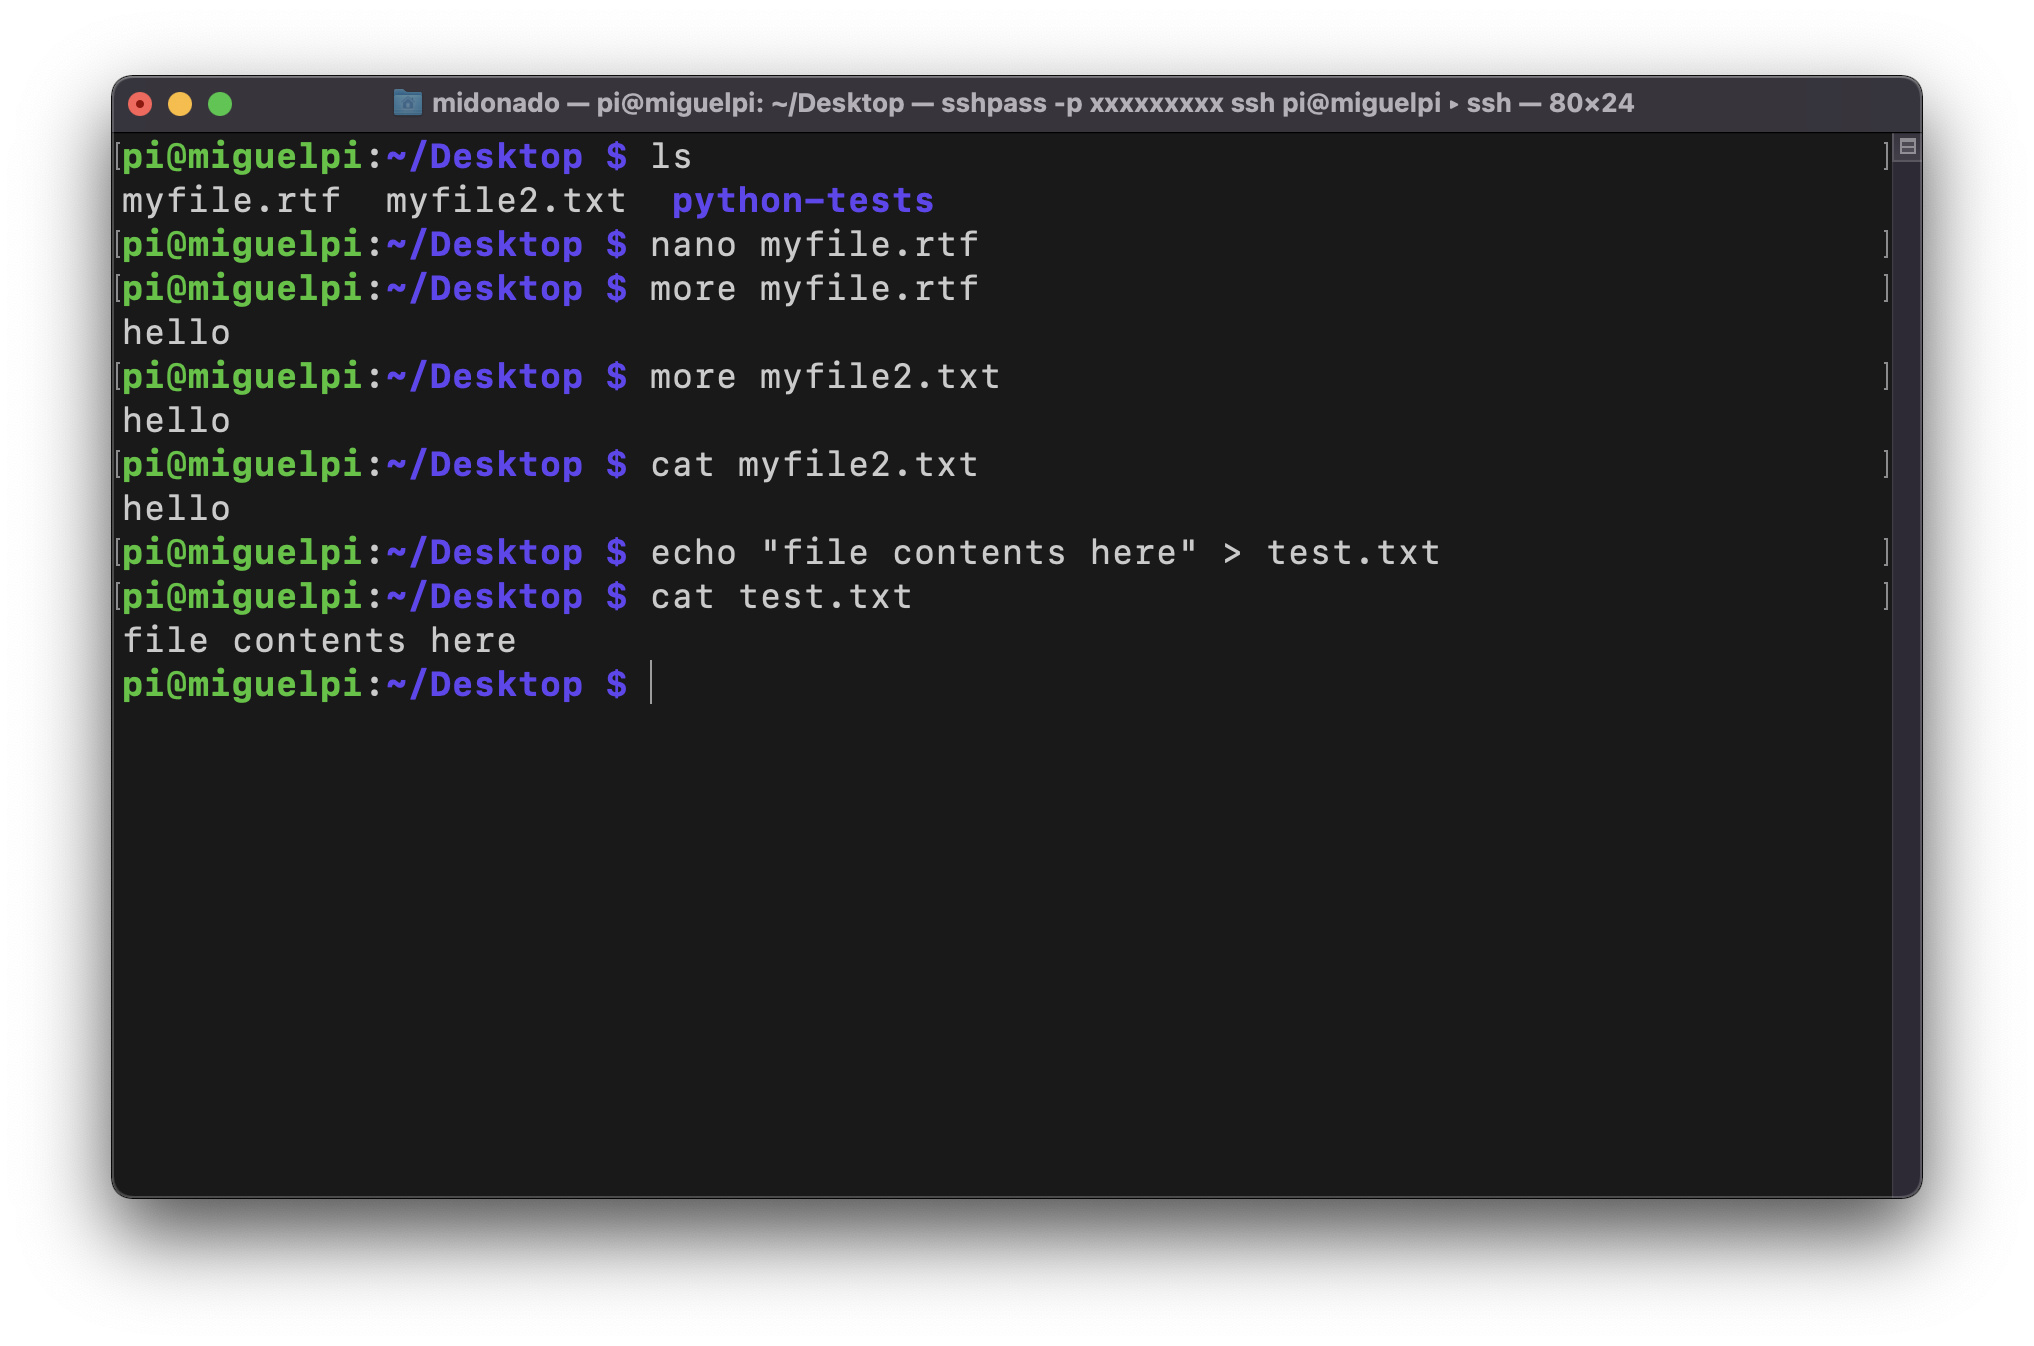 midonado — pi@miguelpi: ~/Desktop — sshpass -p xxxxxxxxx ssh pi@miguelpi ▸ ssh — 80×24
[pi@miguelpi:~/Desktop $ ls ]
myfile.rtf  myfile2.txt  python-tests
[pi@miguelpi:~/Desktop $ nano myfile.rtf ]
[pi@miguelpi:~/Desktop $ more myfile.rtf ]
hello
[pi@miguelpi:~/Desktop $ more myfile2.txt ]
hello
[pi@miguelpi:~/Desktop $ cat myfile2.txt ]
hello
[pi@miguelpi:~/Desktop $ echo "file contents here" > test.txt ]
[pi@miguelpi:~/Desktop $ cat test.txt ]
file contents here
pi@miguelpi:~/Desktop $